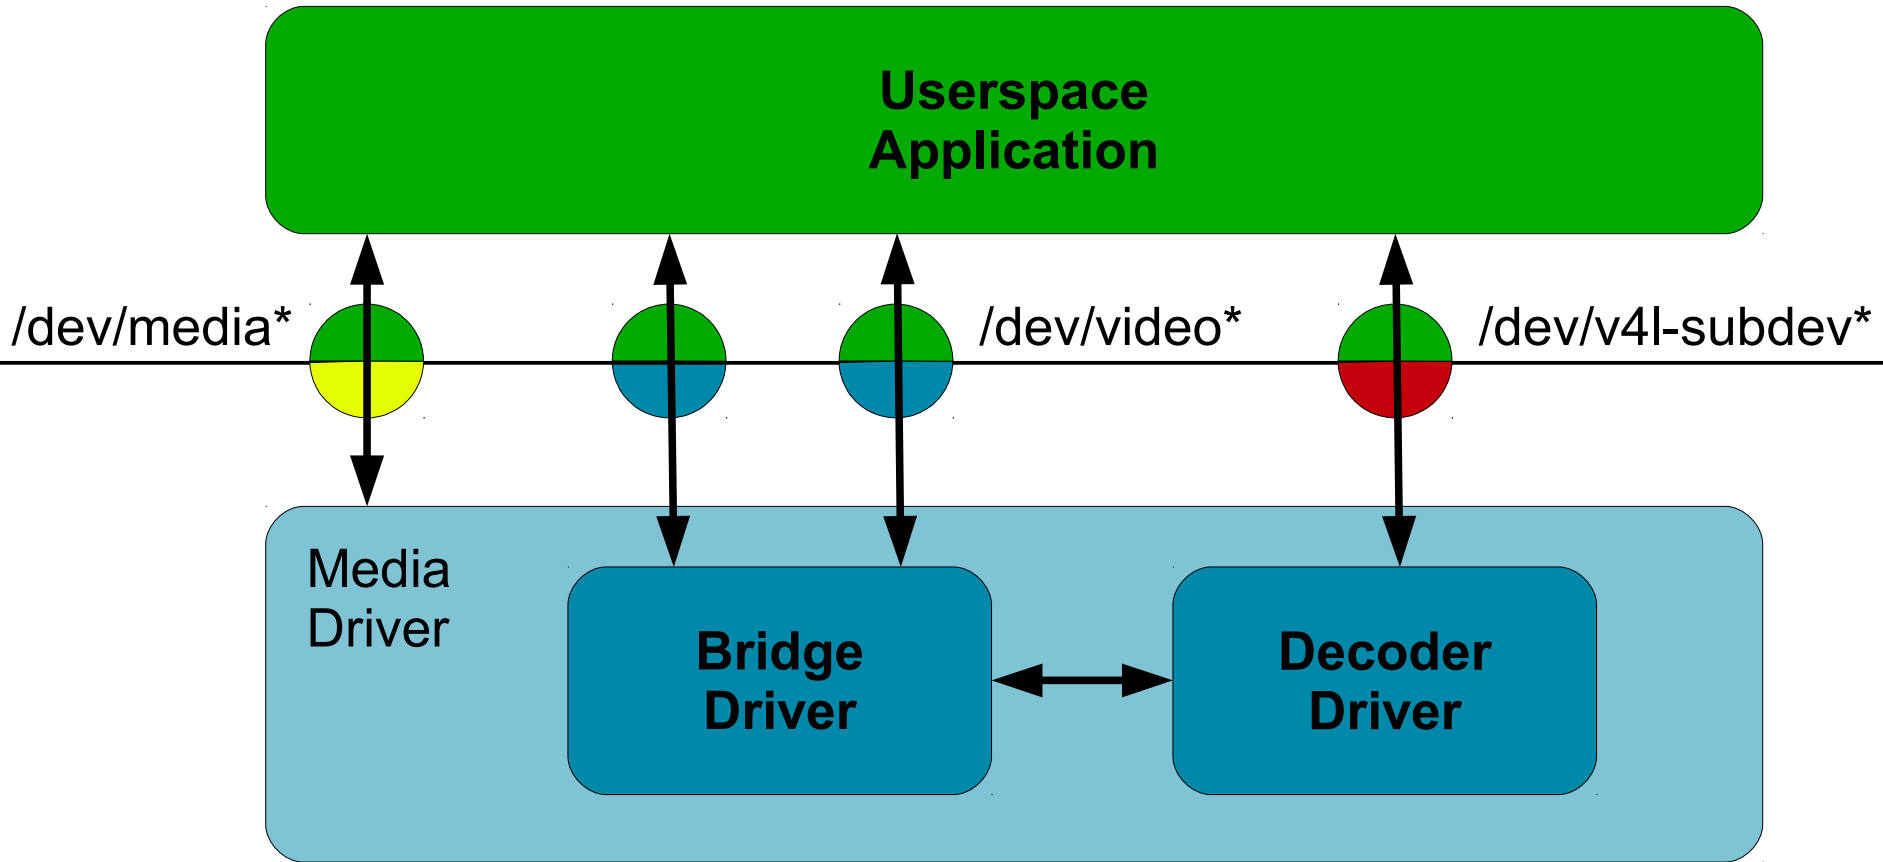 Userspace
Application
/dev/media*
/dev/video*
/dev/v4l-subdev*
Media
Driver
Bridge
Driver
Decoder
Driver